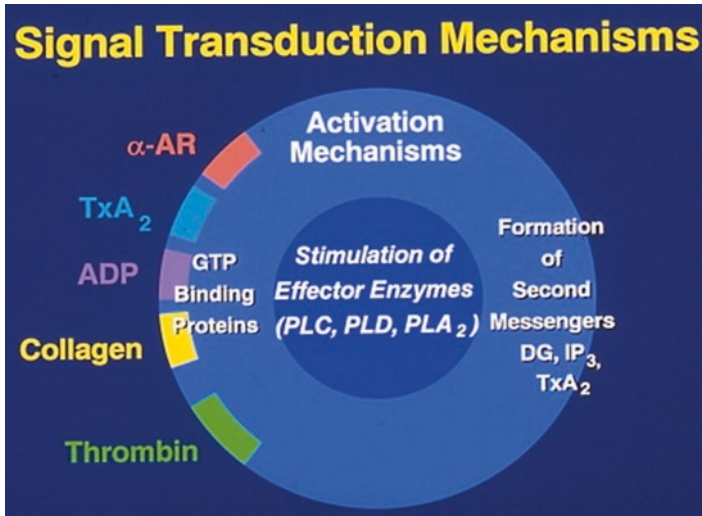 Signal Transduction Mechanisms
Activation
Mechanisms
α-AR
TxA2
ADP
Collagen
Thrombin
GTP
Binding
Proteins
Stimulation of
Effector Enzymes
(PLC, PLD, PLA2)
Formation
of
Second
Messengers
DG, IP3,
TxA2